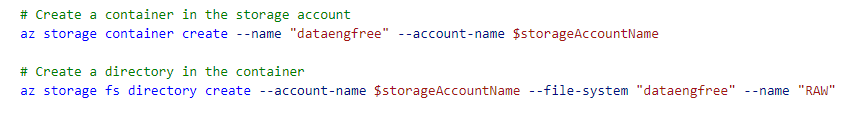 # Create a container in the storage account
az storage container create --name "dataengfree" --account-name $storageAccountName
# Create a directory in the container
az storage fs directory create --account-name $storageAccountName --file-system "dataengfree" --name "RAW"